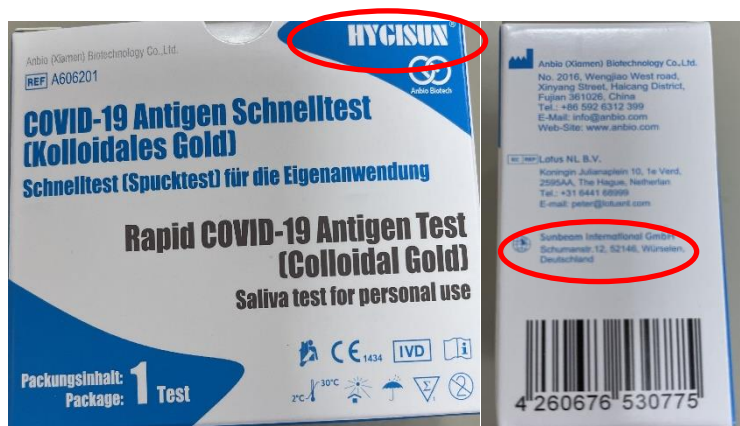 HYGISUN®
Anbio (Xiamen) Biotechnology Co.,Ltd.
REF A606201
Anbio Biotech
COVID-19 Antigen Schnelltest
(Kolloidales Gold)
Schnelltest (Spucktest) für die Eigenanwendung
Rapid COVID-19 Antigen Test
(Colloidal Gold)
Saliva test for personal use
CE 1434 IVD
2°C 30°C
Packungsinhalt:
Package: 1 Test
Anbio (Xiamen) Biotechnology Co.,Ltd.
No. 2016, Wengjiao West road,
Xinyang Street, Haicang District,
Fujian 361026, China
Tel.: +86 592 6312 399
E-Mail: info@anbio.com
Web-Site: www.anbio.com
EC REP Lotus NL B.V.
Koningin Julianaplein 10, 1e Verd,
2595AA, The Hague, Netherlan
Tel.: +31 6441 68999
E-mail: peter@lotusnl.com
Sunbeam International GmbH
Schumanstr.12, 52146, Würselen,
Deutschland
4 260676 530775